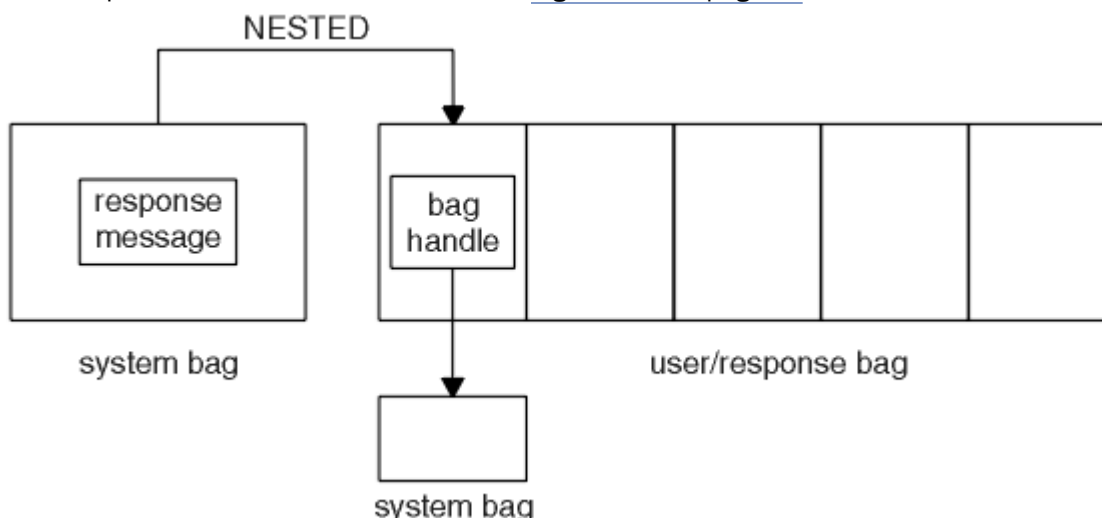 NESTED
response
message
bag
handle
system bag
user/response bag
system bag